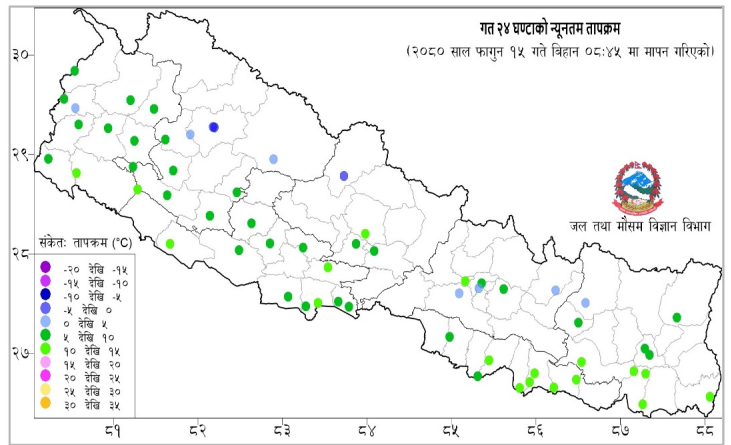 गत २४ घण्टाको न्यूनतम तापक्रम
(२०८० साल फागुन १५ गते बिहान ०८:४५ मा मापन गरिएको)
३०
२९
२८
२७
जल तथा मौसम विज्ञान विभाग
संकेत: तापक्रम (°C)
-२० देखि -१५
-१५ देखि -१०
-१० देखि -५
-५ देखि ०
० देखि ५
५ देखि १०
१० देखि १५
१५ देखि २०
२० देखि २५
२५ देखि ३०
३० देखि ३५
८१ ८२ ८३ ८४ ८५ ८६ ८७ ८८